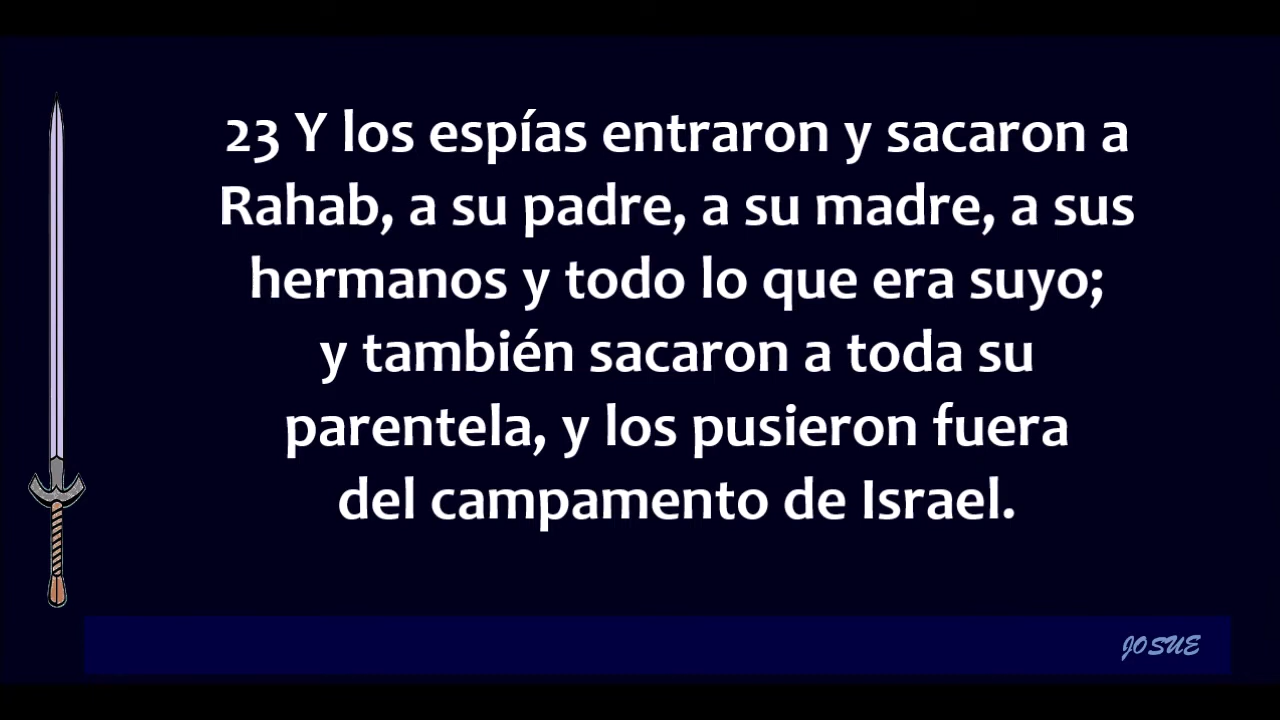 23 Y los espías entraron y sacaron a
Rahab, a su padre, a su madre, a sus
hermanos y todo lo que era suyo;
y también sacaron a toda su
parentela, y los pusieron fuera
del campamento de Israel.
JOSUE